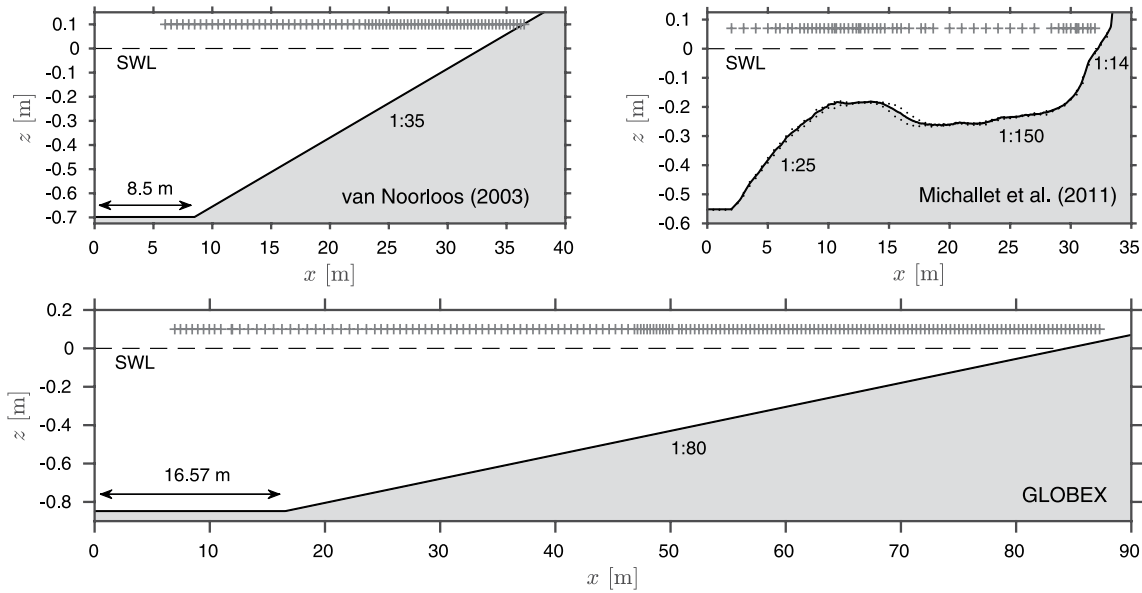 0.1
0
-0.1
-0.2
-0.3
-0.4
-0.5
-0.6
-0.7
z [m]
SWL
1:35
8.5 m
van Noorloos (2003)
0 5 10 15 20 25 30 35 40
x [m]
0.1
0
-0.1
-0.2
-0.3
-0.4
-0.5
-0.6
z [m]
SWL
1:14
1:150
1:25
Michallet et al. (2011)
0 5 10 15 20 25 30 35
x [m]
0.2
0
-0.2
-0.4
-0.6
-0.8
z [m]
SWL
1:80
16.57 m
GLOBEX
0 10 20 30 40 50 60 70 80 90
x [m]